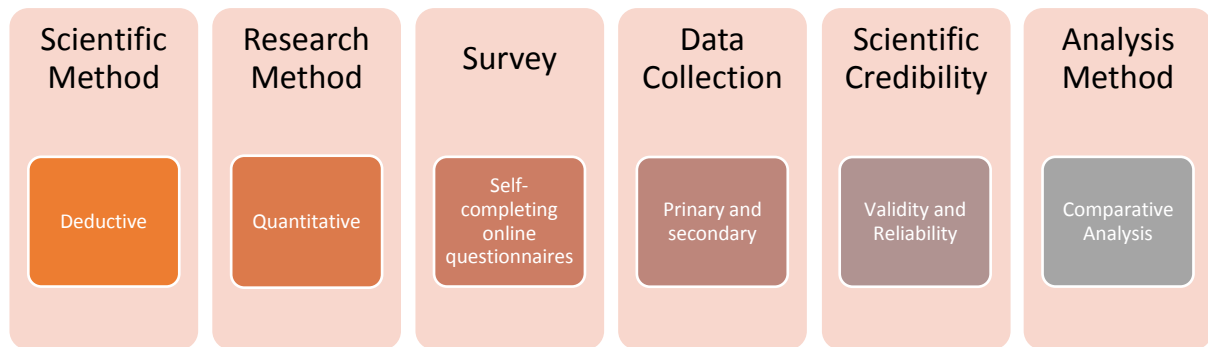 Scientific
Method
Deductive
Research
Method
Quantitative
Survey
Self-
completing
online
questionnaires
Data
Collection
Prinary and
secondary
Scientific
Credibility
Validity and
Reliability
Analysis
Method
Comparative
Analysis